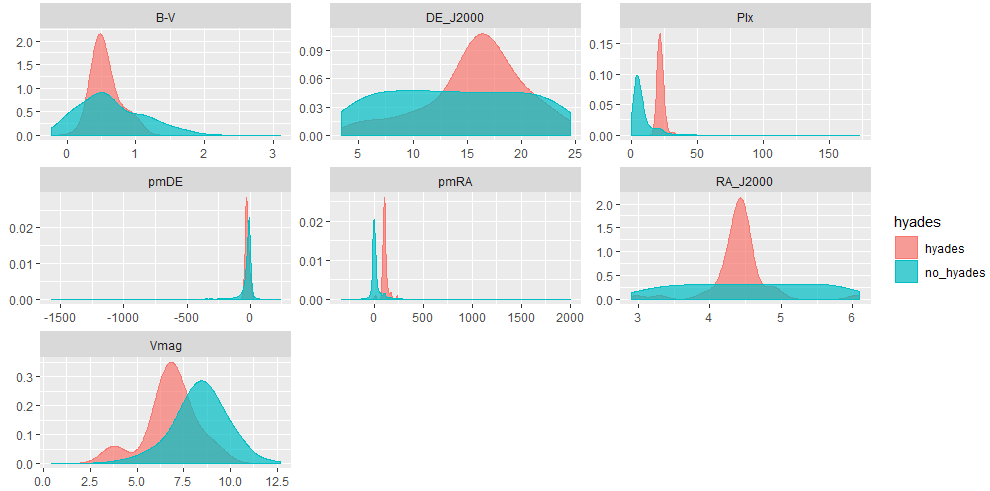 B-V
DE_J2000
Plx
2.0
1.5
1.0
0.5
0.0
0 1 2 3
0.09
0.06
0.03
0.00
5 10 15 20 25
0.15
0.10
0.05
0.00
0 50 100 150
pmDE
pmRA
RA_J2000
0.02
0.01
0.00
-1500 -1000 -500 0
0.02
0.01
0.00
0 500 1000 1500 2000
2.0
1.5
1.0
0.5
0.0
3 4 5 6
hyades
hyades
no_hyades
Vmag
0.3
0.2
0.1
0.0
0.0 2.5 5.0 7.5 10.0 12.5